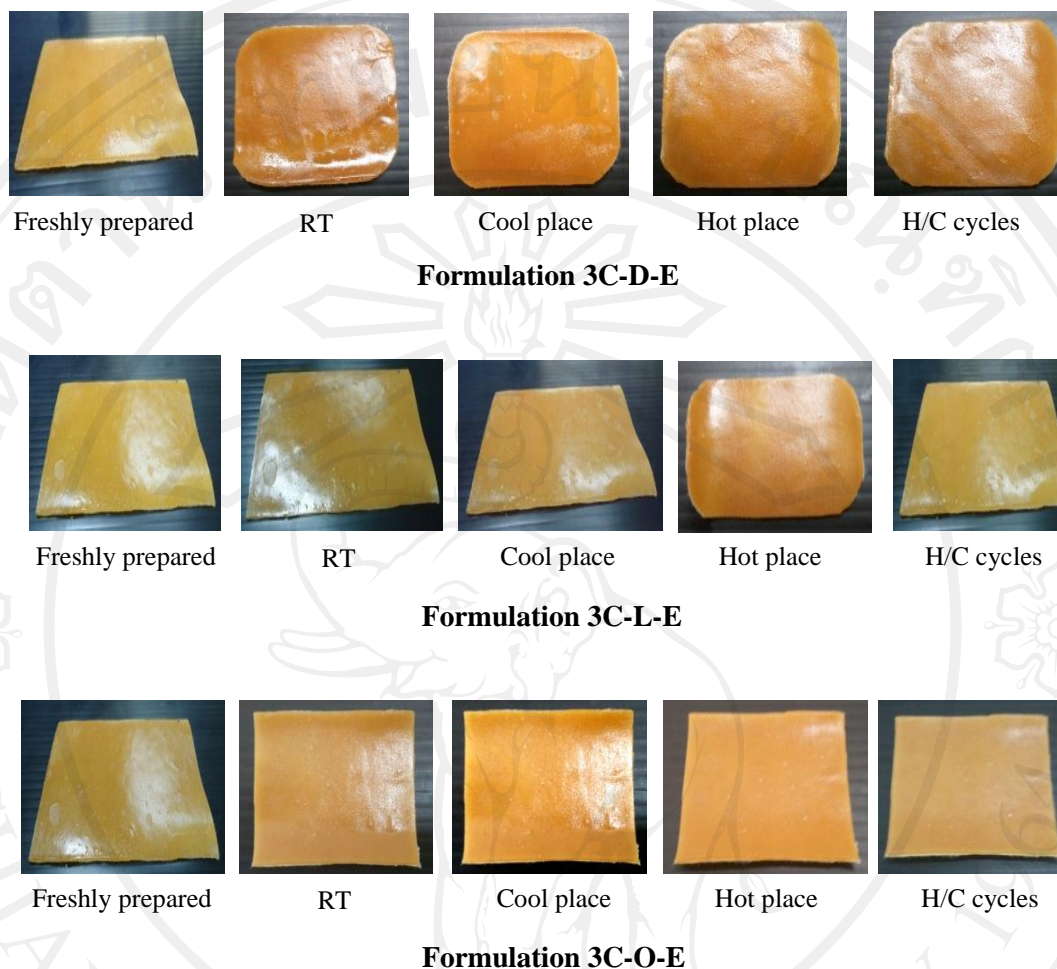 Freshly prepared RT Cool place Hot place H/C cycles
Formulation 3C-D-E
Freshly prepared RT Cool place Hot place H/C cycles
Formulation 3C-L-E
Freshly prepared RT Cool place Hot place H/C cycles
Formulation 3C-O-E